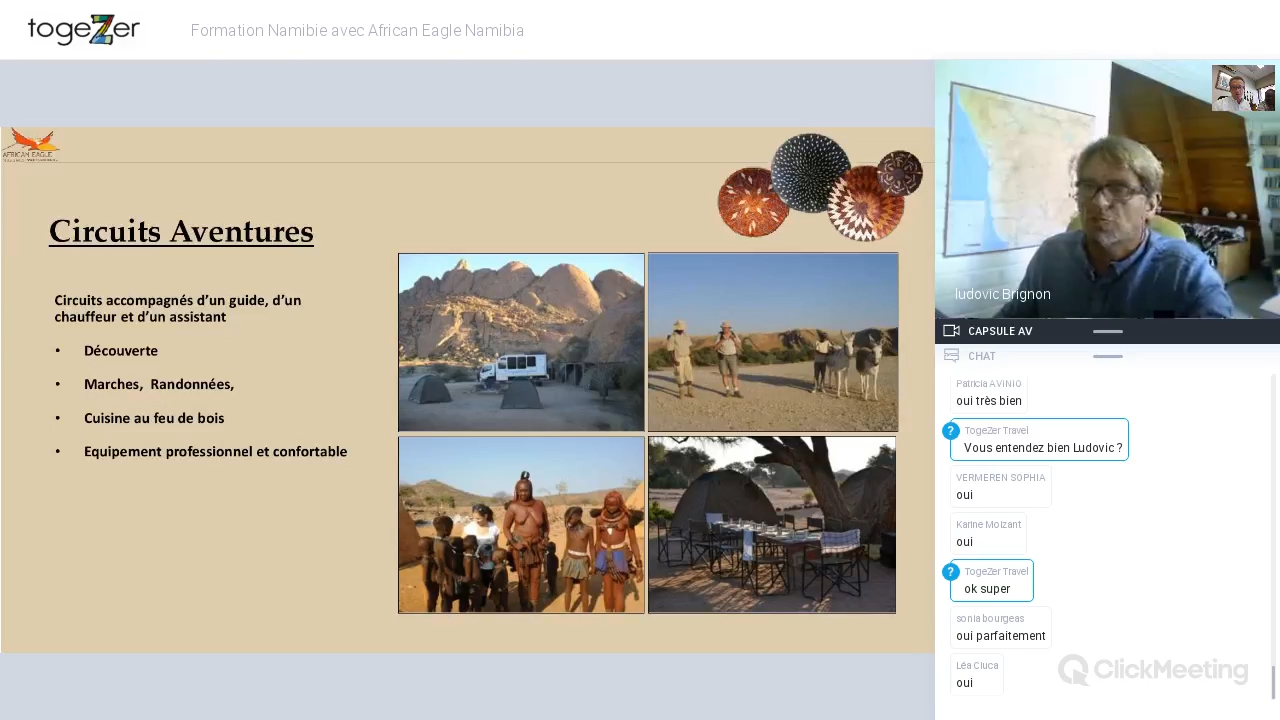 togeZer
Formation Namibie avec African Eagle Namibia
AFRICAN EAGLE
Circuits Aventures
Circuits accompagnés d’un guide, d’un
chauffeur et d’un assistant
• Découverte
• Marches, Randonnées,
• Cuisine au feu de bois
• Equipement professionnel et confortable
ludovic Brignon
CAPSULE AV
CHAT
Patricia AVINIO
oui très bien
? TogeZer Travel
Vous entendez bien Ludovic ?
VERMEREN SOPHIA
oui
Karine Moizant
oui
? TogeZer Travel
ok super
sonia bourgeas
oui parfaitement
Léa Ciuca
oui
ClickMeeting